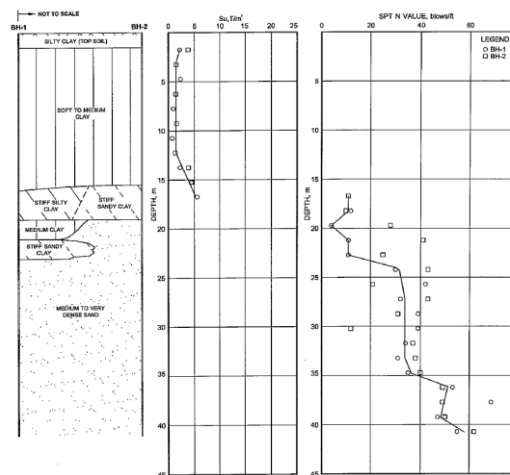 NOT TO SCALE
BH-1
BH-2
SILTY CLAY (TOP SOIL)
SOFT TO MEDIUM
CLAY
STIFF SILTY
CLAY
STIFF
SANDY CLAY
MEDIUM CLAY
STIFF SANDY
CLAY
MEDIUM TO VERY
DENSE SAND
Su,T/m²
0 5 10 15 20 25
5
10
15
20
25
30
35
40
45
DEPTH, m
SPT N VALUE, blows/ft
0 20 40 60 80
LEGEND
BH-1
BH-2
5
10
15
20
25
30
35
40
45
DEPTH, m